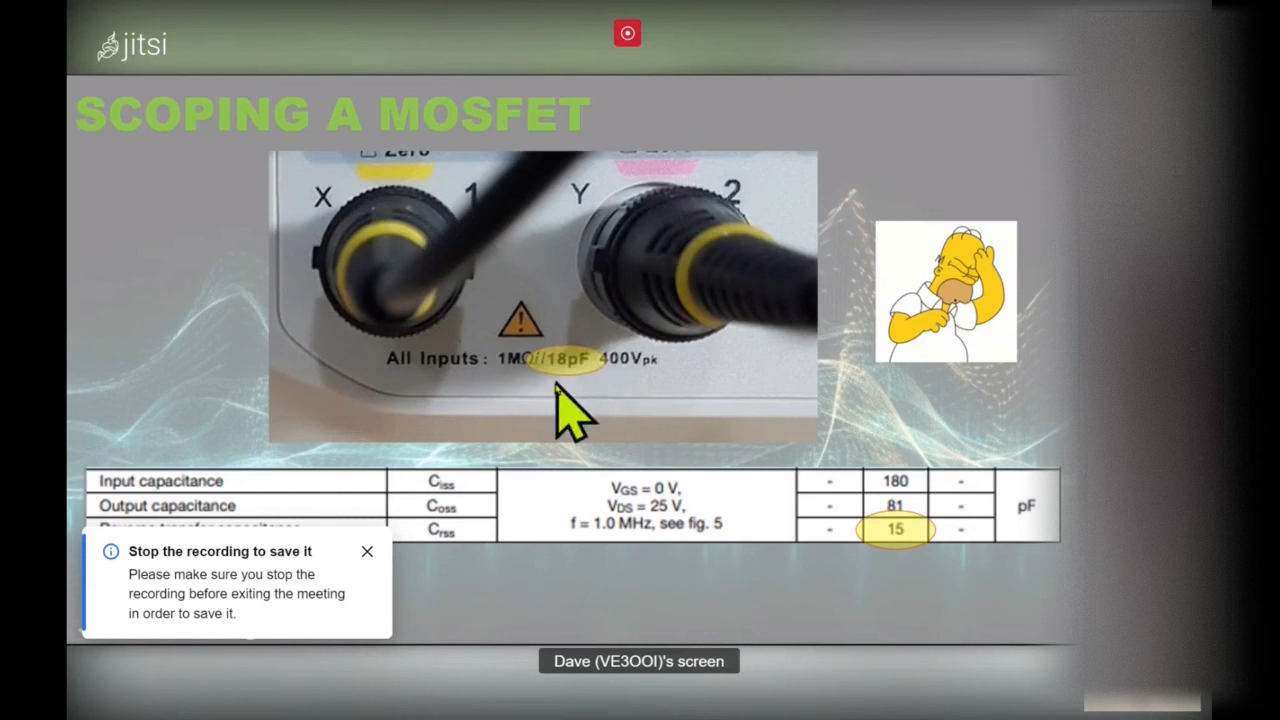 jitsi
SCOPING A MOSFET
Zero
X 1 Y 2
All Inputs: 1MΩ//18pF 400Vpk
Input capacitance Ciss - 180 -
Output capacitance Coss VGS = 0 V, VDS = 25 V, f = 1.0 MHz, see fig. 5 - 81 - pF
Crss - 15 -
Stop the recording to save it
Please make sure you stop the
recording before exiting the meeting
in order to save it.
Dave (VE3OOI)'s screen